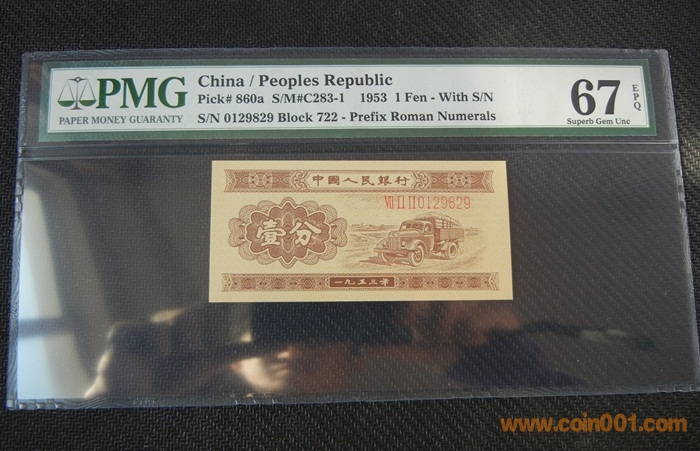 PMG
PAPER MONEY GUARANTY
China / Peoples Republic
Pick# 860a S/M#C283-1 1953 1 Fen - With S/N
S/N 0129829 Block 722 - Prefix Roman Numerals
67 EPQ
Superb Gem Unc
中國人民銀行
VII II II 0129829
壹分
一九五三年
www.coin001.com